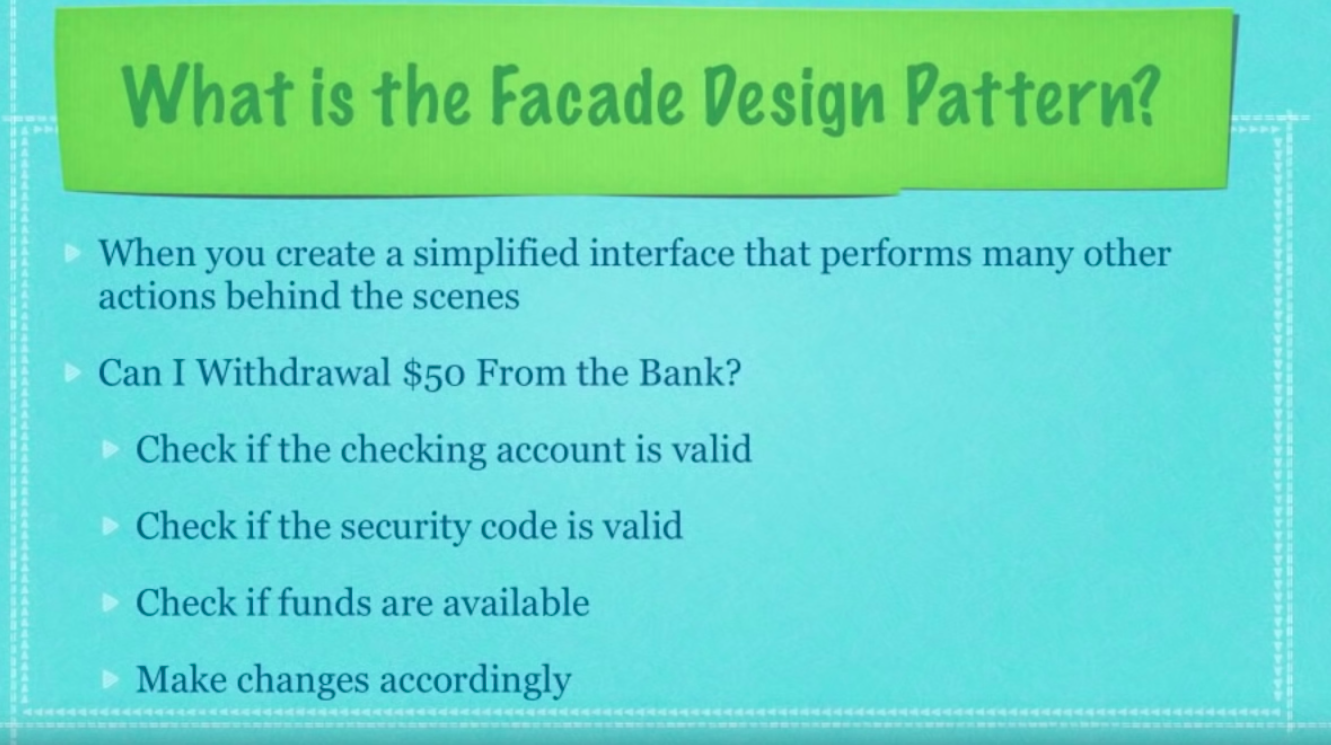 What is the Facade Design Pattern?
When you create a simplified interface that performs many other
actions behind the scenes
Can I Withdrawal $50 From the Bank?
Check if the checking account is valid
Check if the security code is valid
Check if funds are available
Make changes accordingly